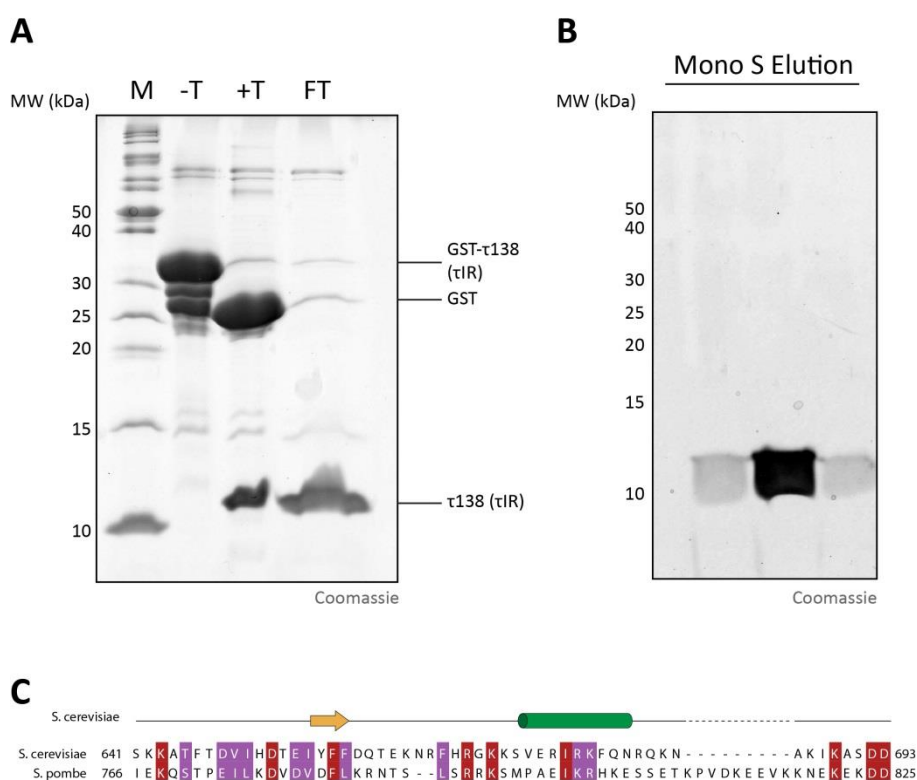 A
M -T +T FT
MW (kDa)
50
40
30
25
20
15
10
GST-τ138
(τIR)
GST
τ138 (τIR)
Coomassie
B
Mono S Elution
MW (kDa)
50
40
30
25
20
15
10
Coomassie
C
S. cerevisiae
S. cerevisiae 641 S K K A T F T D V I H D T E I Y F F D Q T E K N R F H R G K K S V E R I R K F Q N R Q K N - - - - - - - - - A K I K A S D D 693
S. pombe 766 I E K Q S T P E I L K D V D V D F L K R N T S - - L S R R K S M P A E I K R H K E S S E T K P V D K E E V K K N E K E K D D 822